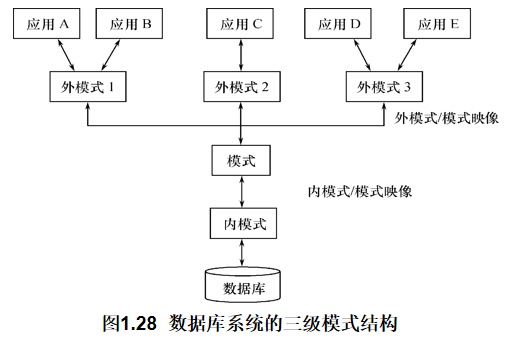 应用 A 应用 B 应用 C 应用 D 应用 E
外模式 1 外模式 2 外模式 3
外模式/模式映像
模式
内模式/模式映像
内模式
数据库
图1.28 数据库系统的三级模式结构